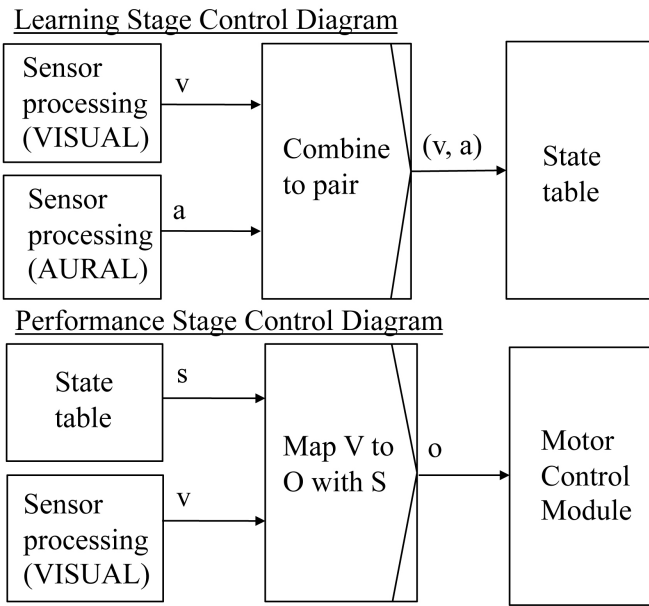 Learning Stage Control Diagram
Sensor
processing
(VISUAL)
v
Sensor
processing
(AURAL)
a
Combine
to pair
(v, a)
State
table
Performance Stage Control Diagram
State
table
s
Sensor
processing
(VISUAL)
v
Map V to
O with S
o
Motor
Control
Module